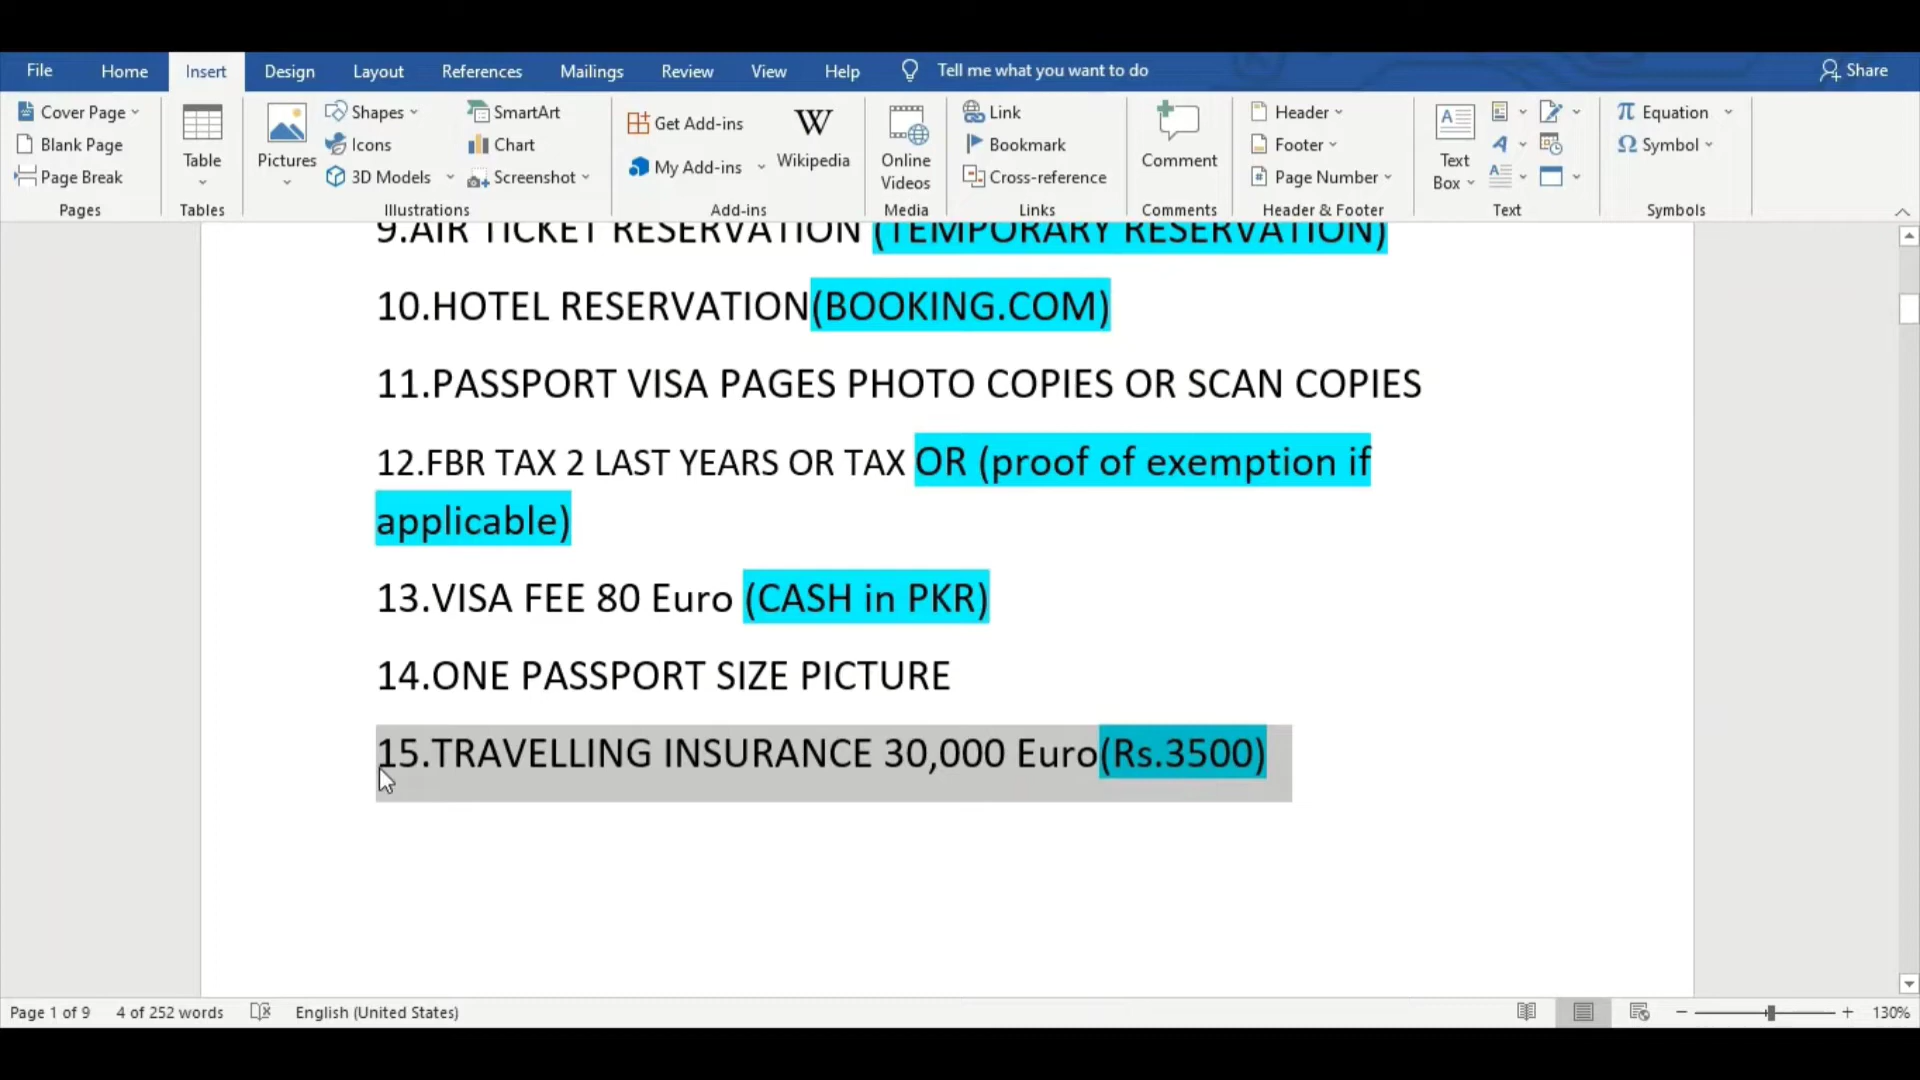 File Home Insert Design Layout References Mailings Review View Help Tell me what you want to do Share
Cover Page Shapes SmartArt Get Add-ins Link Header Equation
Blank Page Icons Chart Bookmark Footer Symbol
Page Break Table Pictures 3D Models Screenshot My Add-ins Wikipedia Online Videos Cross-reference Comment Page Number Text Box
Pages Tables Illustrations Add-ins Media Links Comments Header & Footer Text Symbols
9.AIR TICKET RESERVATION (TEMPORARY RESERVATION)
10.HOTEL RESERVATION(BOOKING.COM)
11.PASSPORT VISA PAGES PHOTO COPIES OR SCAN COPIES
12.FBR TAX 2 LAST YEARS OR TAX OR (proof of exemption if
applicable)
13.VISA FEE 80 Euro (CASH in PKR)
14.ONE PASSPORT SIZE PICTURE
15.TRAVELLING INSURANCE 30,000 Euro(Rs.3500)
Page 1 of 9 4 of 252 words English (United States) 130%